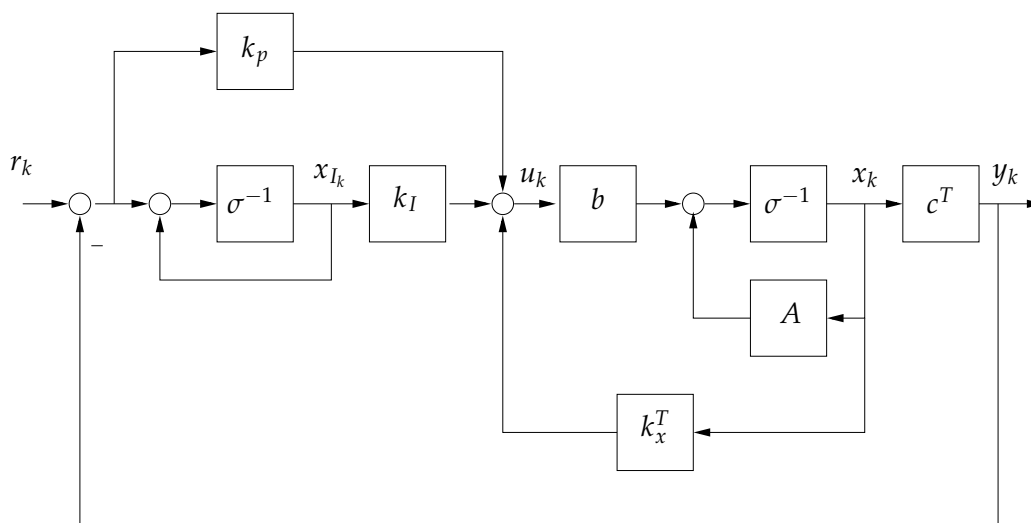 k_p
r_k
σ^{-1}
x_{I_k}
k_I
u_k
b
σ^{-1}
x_k
c^T
y_k
−
A
k_x^T